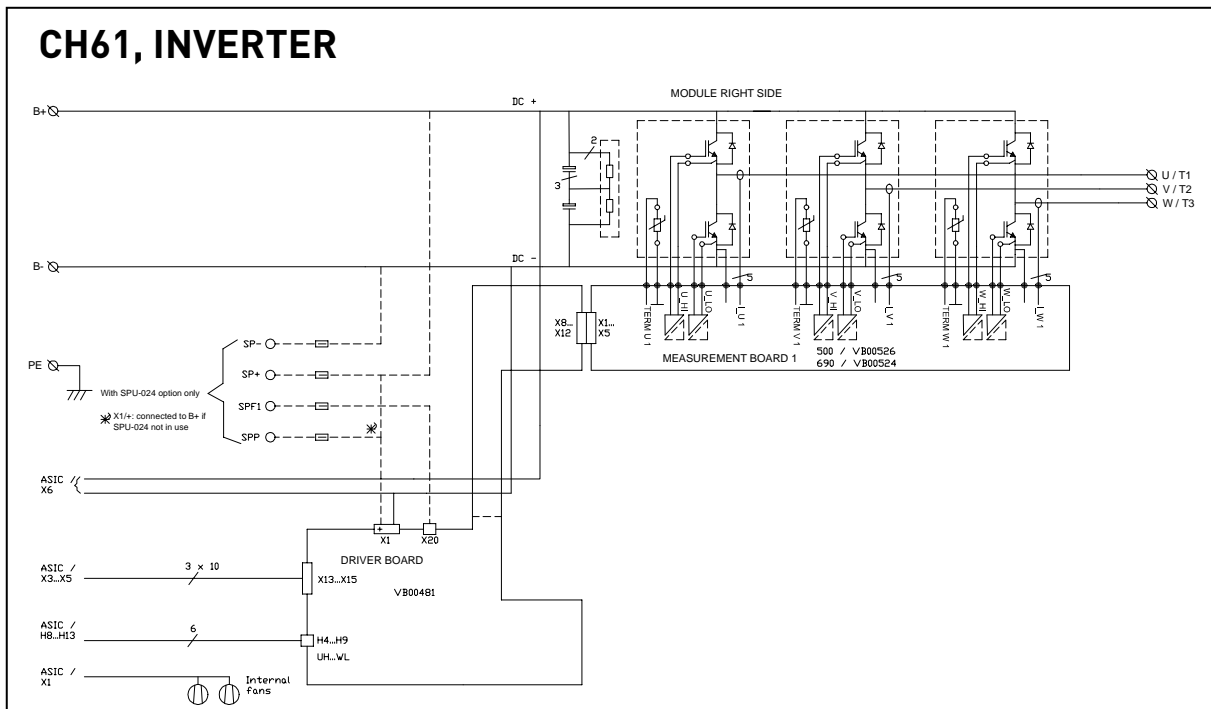 CH61, INVERTER
MODULE RIGHT SIDE
DC +
B+
2
3
U / T1
V / T2
W / T3
DC -
B-
5
5
5
TERM U 1
U_HI
U_LO
I_U 1
TERM V 1
V_HI
V_LO
I_V 1
TERM W 1
W_HI
W_LO
I_W 1
X8...
X12
X1...
X5
MEASUREMENT BOARD 1
500 / VB00526
690 / VB00524
SP-
PE
SP+
With SPU-024 option only
SPF1
X1/+: connected to B+ if
SPU-024 not in use
SPP
ASIC /
X6
+
X1
X20
DRIVER BOARD
VB00481
ASIC /
X3...X5
3 x 10
X13...X15
ASIC /
H8...H13
6
H4...H9
UH...WL
ASIC /
X1
Internal
fans